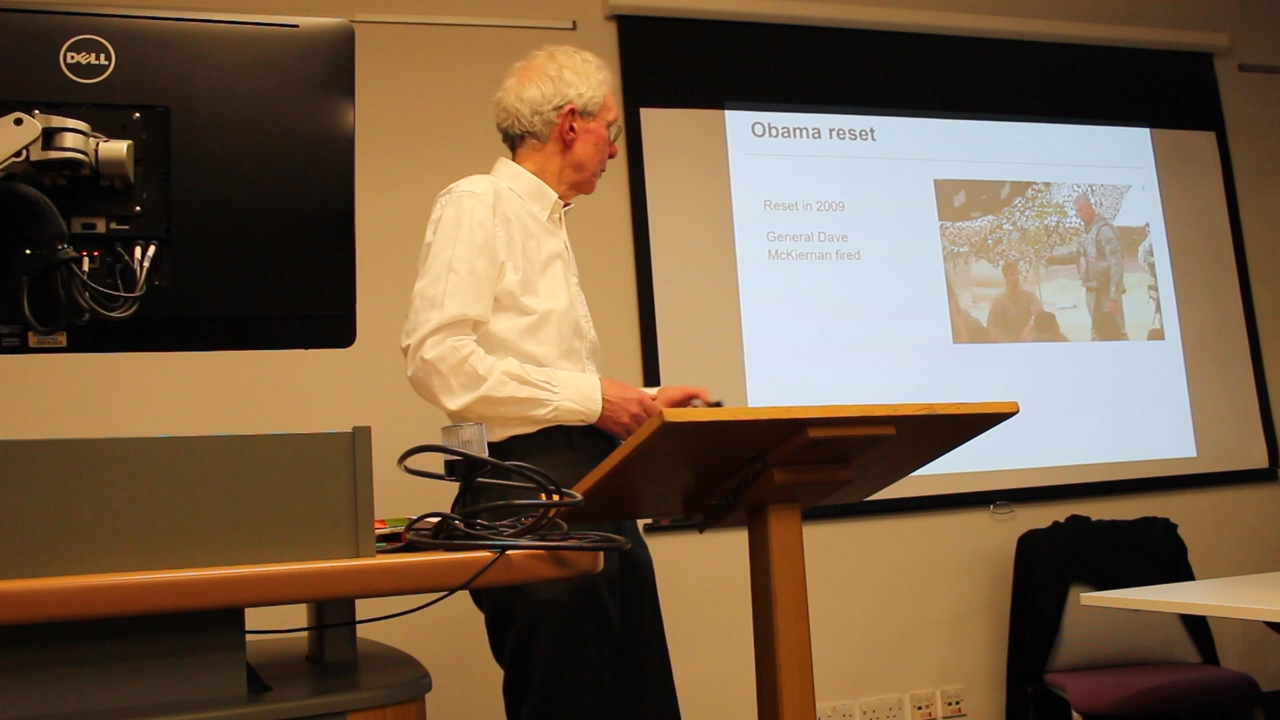 DELL
Obama reset
Reset in 2009
General Dave
McKiernan fired